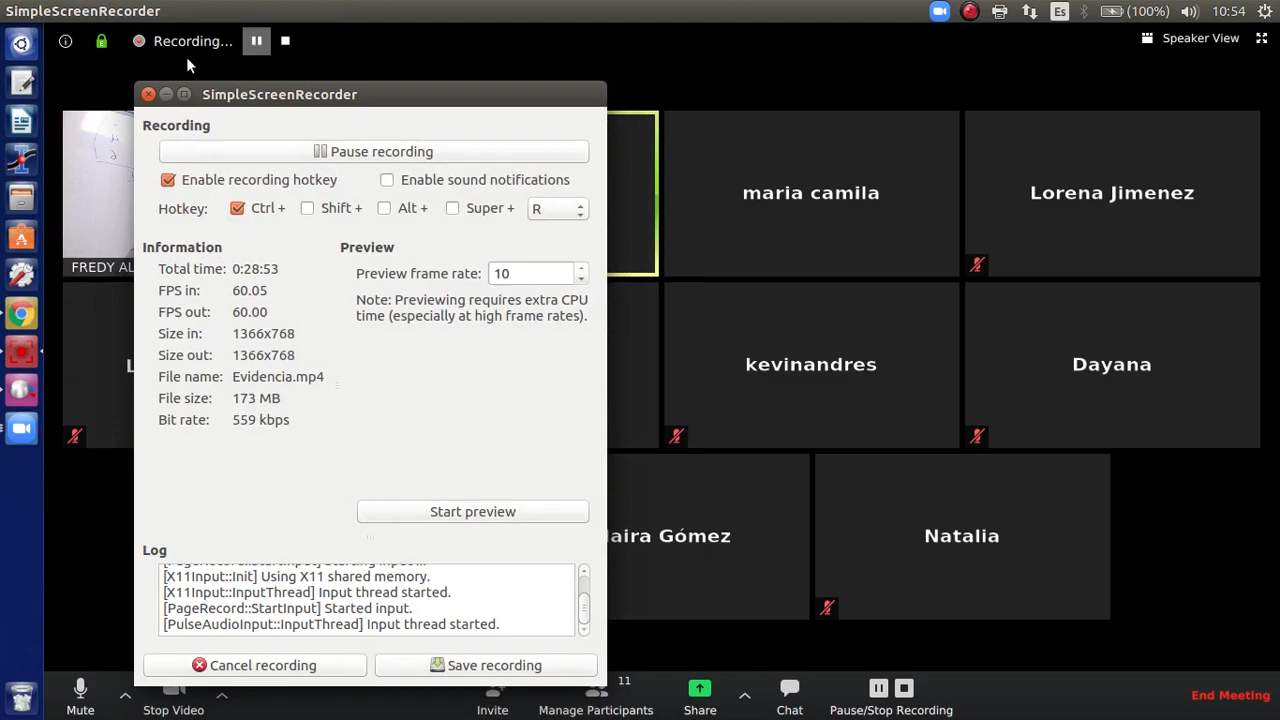 SimpleScreenRecorder
Es
(100%)
10:54
Recording...
Speaker View
SimpleScreenRecorder
Recording
Pause recording
Enable recording hotkey
Enable sound notifications
Hotkey:
Ctrl +
Shift +
Alt +
Super +
R
Information
Total time: 0:28:53
FPS in: 60.05
FPS out: 60.00
Size in: 1366x768
Size out: 1366x768
File name: Evidencia.mp4
File size: 173 MB
Bit rate: 559 kbps
Preview
Preview frame rate: 10
Note: Previewing requires extra CPU
time (especially at high frame rates).
Start preview
Log
[X11Input::Init] Using X11 shared memory.
[X11Input::InputThread] Input thread started.
[PageRecord::StartInput] Started input.
[PulseAudioInput::InputThread] Input thread started.
Cancel recording
Save recording
FREDY AL
maria camila
Lorena Jimenez
L
kevinandres
Dayana
aira Gómez
Natalia
Mute
Stop Video
Invite
Manage Participants
11
Share
Chat
Pause/Stop Recording
End Meeting